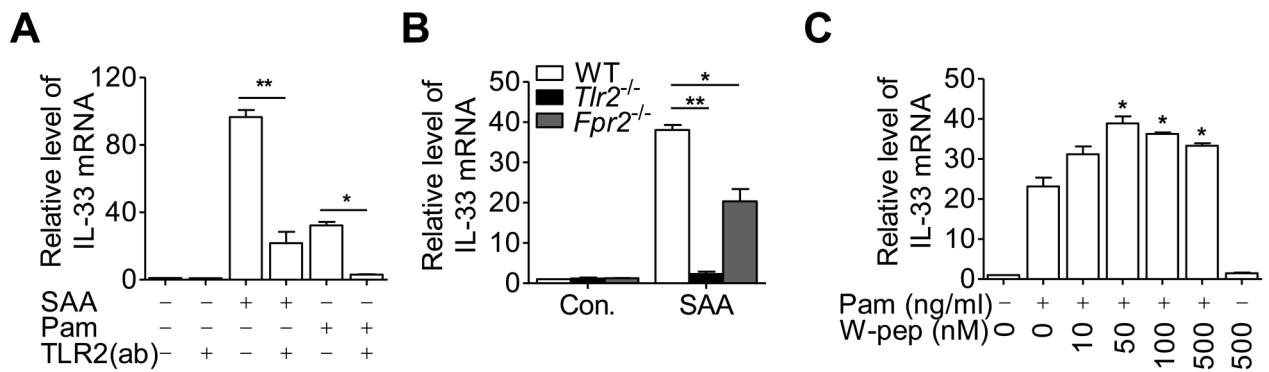 A
Relative level of
IL-33 mRNA
120
80
40
0
**
*
SAA − − + + − −
Pam − − − − + +
TLR2(ab) − + − + − +
B
Relative level of
IL-33 mRNA
50
40
30
20
10
0
WT
Tlr2-/-
Fpr2-/-
*
**
Con. SAA
C
Relative level of
IL-33 mRNA
50
40
30
20
10
0
* * *
Pam (ng/ml) − + + + + + −
W-pep (nM) 0 0 10 50 100 500 500